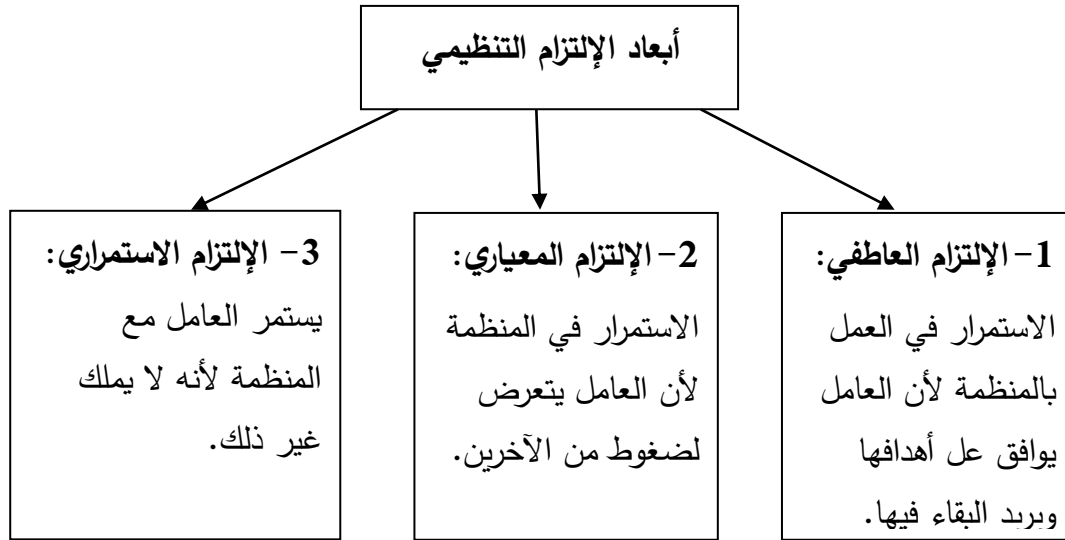 أبعاد الإلتزام التنظيمي
1- الإلتزام العاطفي:
الاستمرار في العمل
بالمنظمة لأن العامل
يوافق عل أهدافها
ويريد البقاء فيها.
2- الإلتزام المعياري:
الاستمرار في المنظمة
لأن العامل يتعرض
لضغوط من الآخرين.
3- الإلتزام الاستمراري:
يستمر العامل مع
المنظمة لأنه لا يملك
غير ذلك.